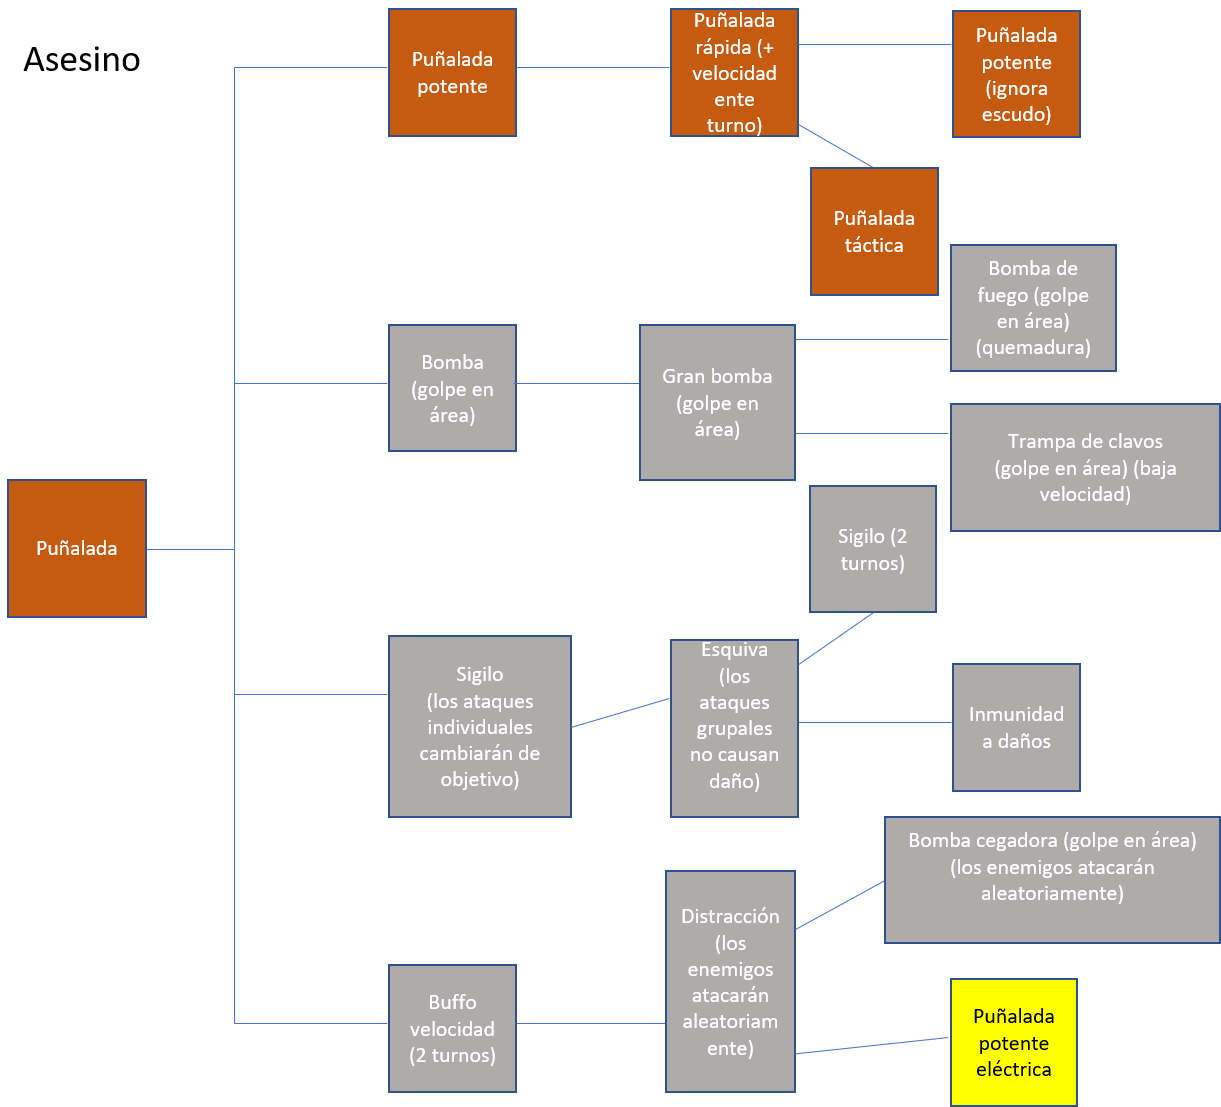 Asesino
Puñalada
potente
Puñalada
rápida (+
velocidad
ente
turno)
Puñalada
potente
(ignora
escudo)
Puñalada
táctica
Bomba de
fuego (golpe
en área)
(quemadura)
Bomba
(golpe en
área)
Gran bomba
(golpe en
área)
Trampa de clavos
(golpe en área) (baja
velocidad)
Puñalada
Sigilo (2
turnos)
Sigilo
(los ataques
individuales
cambiarán de
objetivo)
Esquiva
(los
ataques
grupales
no causan
daño)
Inmunidad
a daños
Bomba cegadora (golpe en área)
(los enemigos atacarán
aleatoriamente)
Distracción
(los
enemigos
atacarán
aleatoriam
ente)
Buffo
velocidad
(2 turnos)
Puñalada
potente
eléctrica